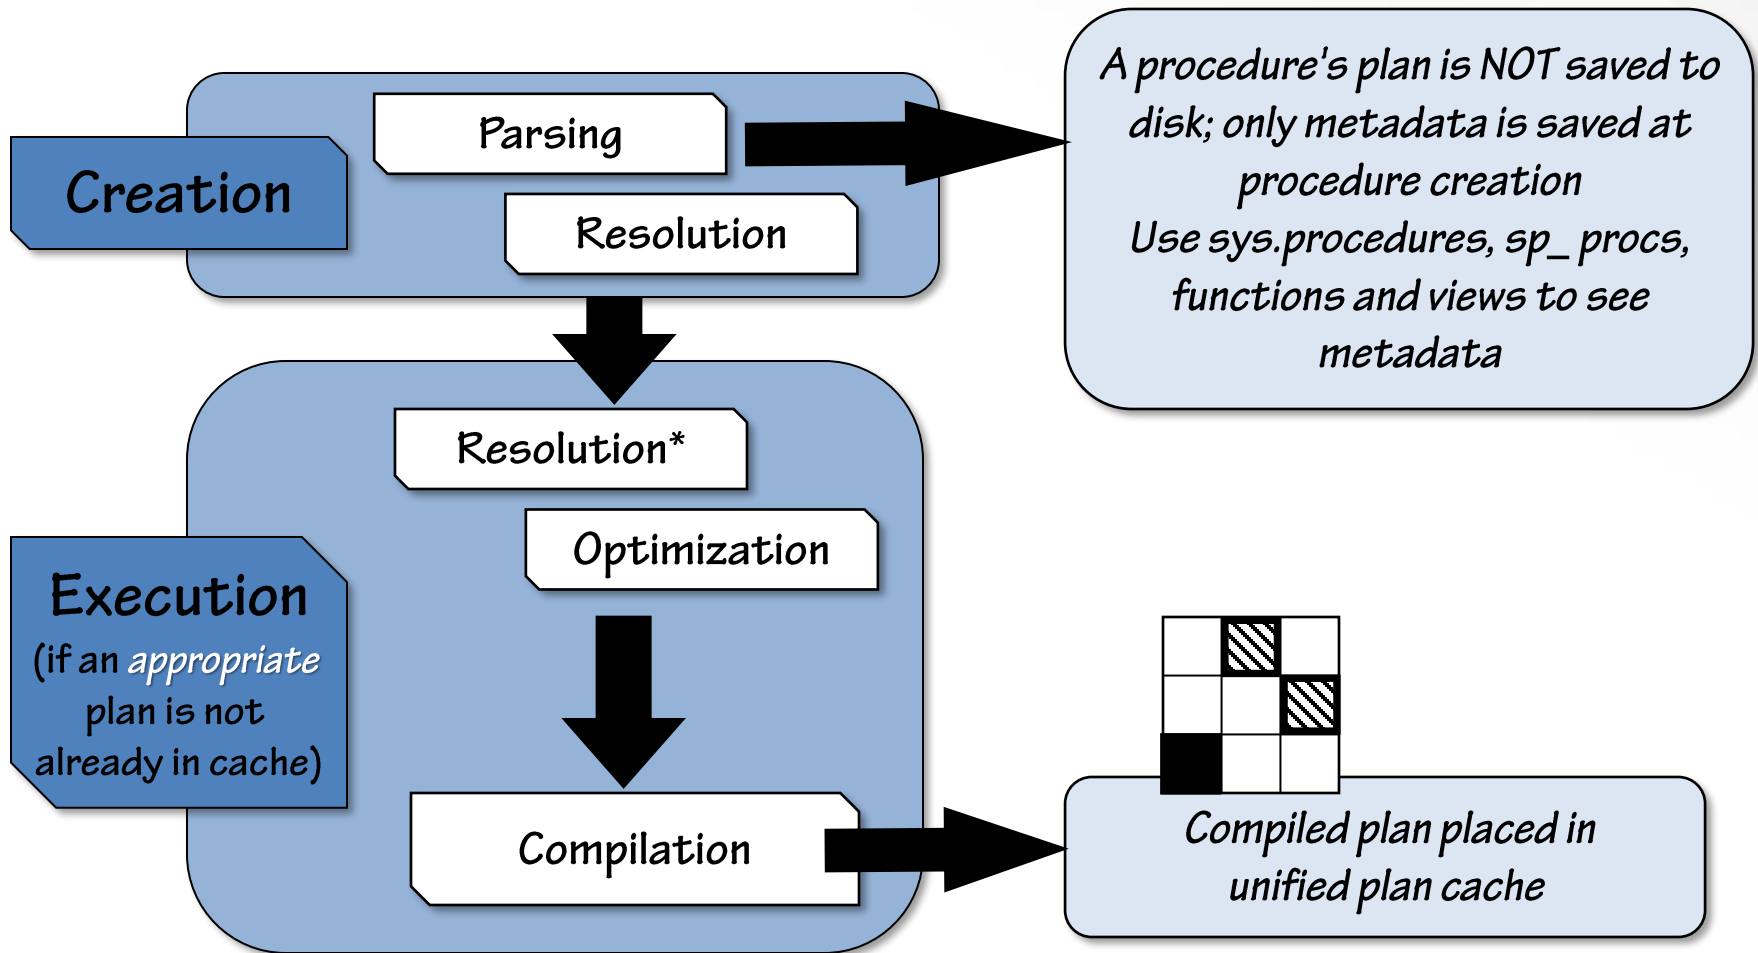 Creation
Parsing
Resolution
A procedure's plan is NOT saved to
disk; only metadata is saved at
procedure creation
Use sys.procedures, sp_ procs,
functions and views to see
metadata
Execution
(if an appropriate
plan is not
already in cache)
Resolution*
Optimization
Compilation
Compiled plan placed in
unified plan cache